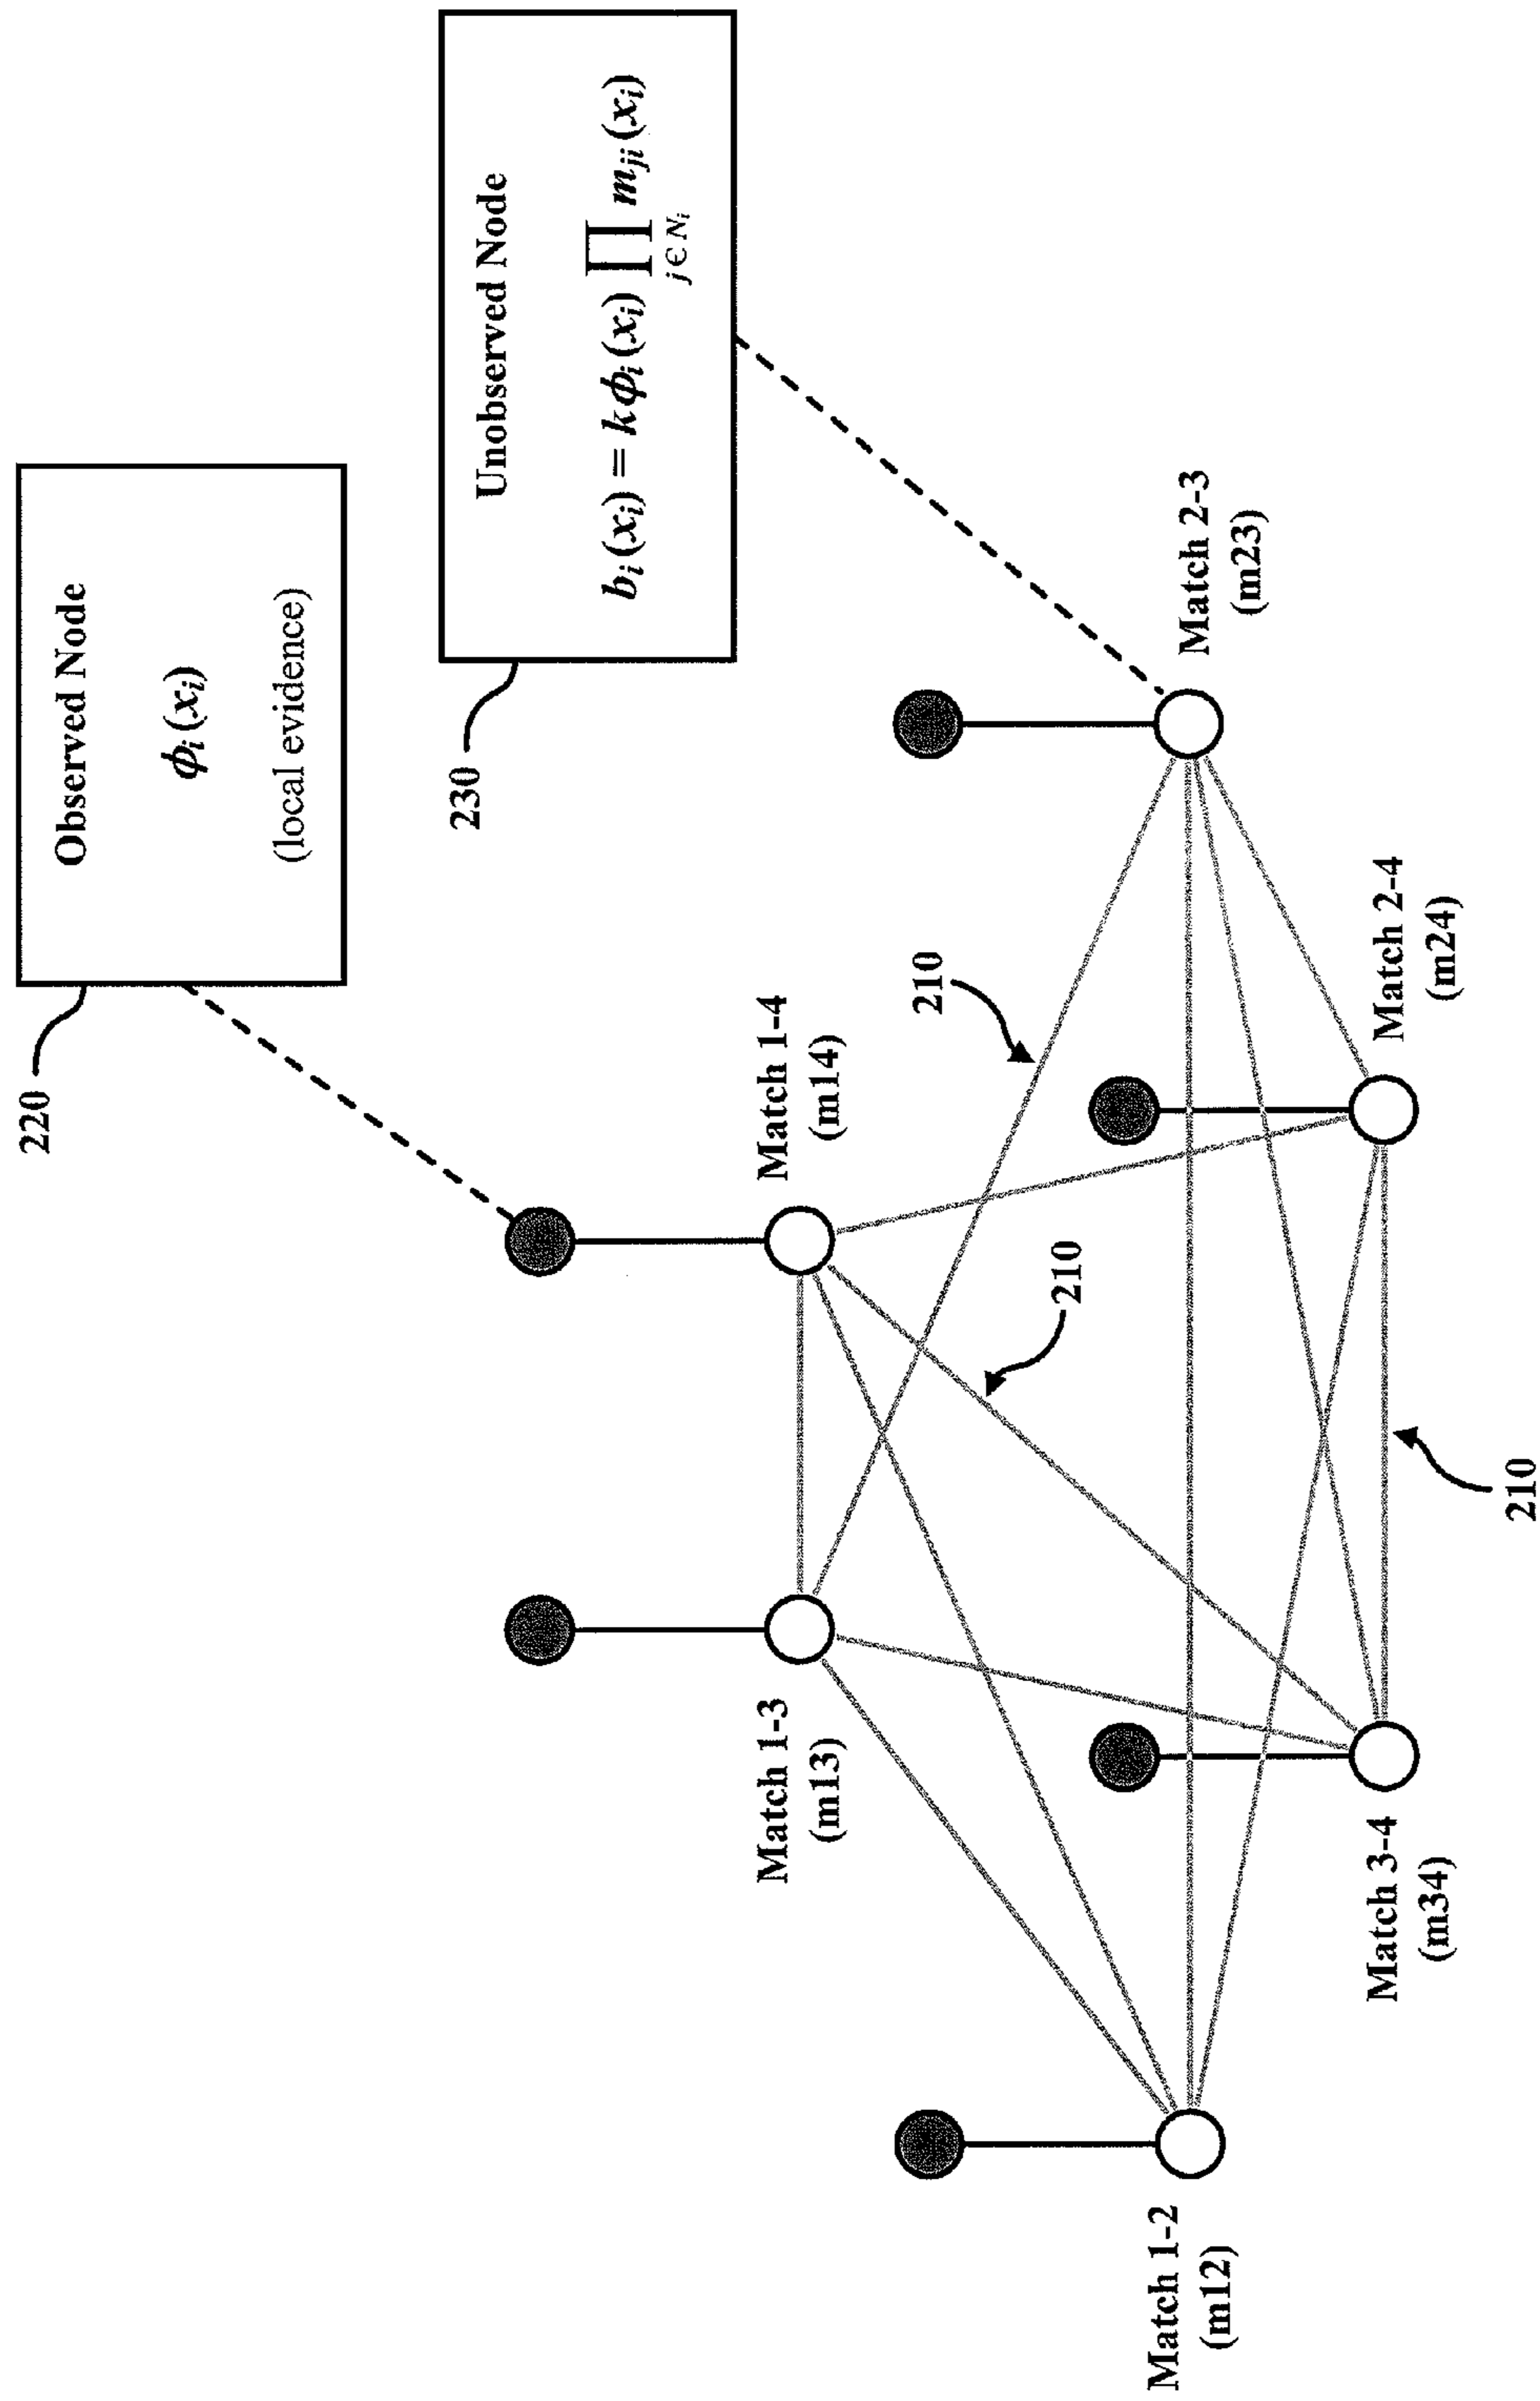 220
Observed Node
ϕᵢ(xᵢ)
(local evidence)
230
Unobserved Node
bᵢ(xᵢ) = kϕᵢ(xᵢ) ∏ mⱼᵢ(xᵢ)
j∈Nᵢ
Match 1-3
(m13)
Match 1-4
(m14)
210
210
Match 2-3
(m23)
Match 1-2
(m12)
Match 3-4
(m34)
Match 2-4
(m24)
210